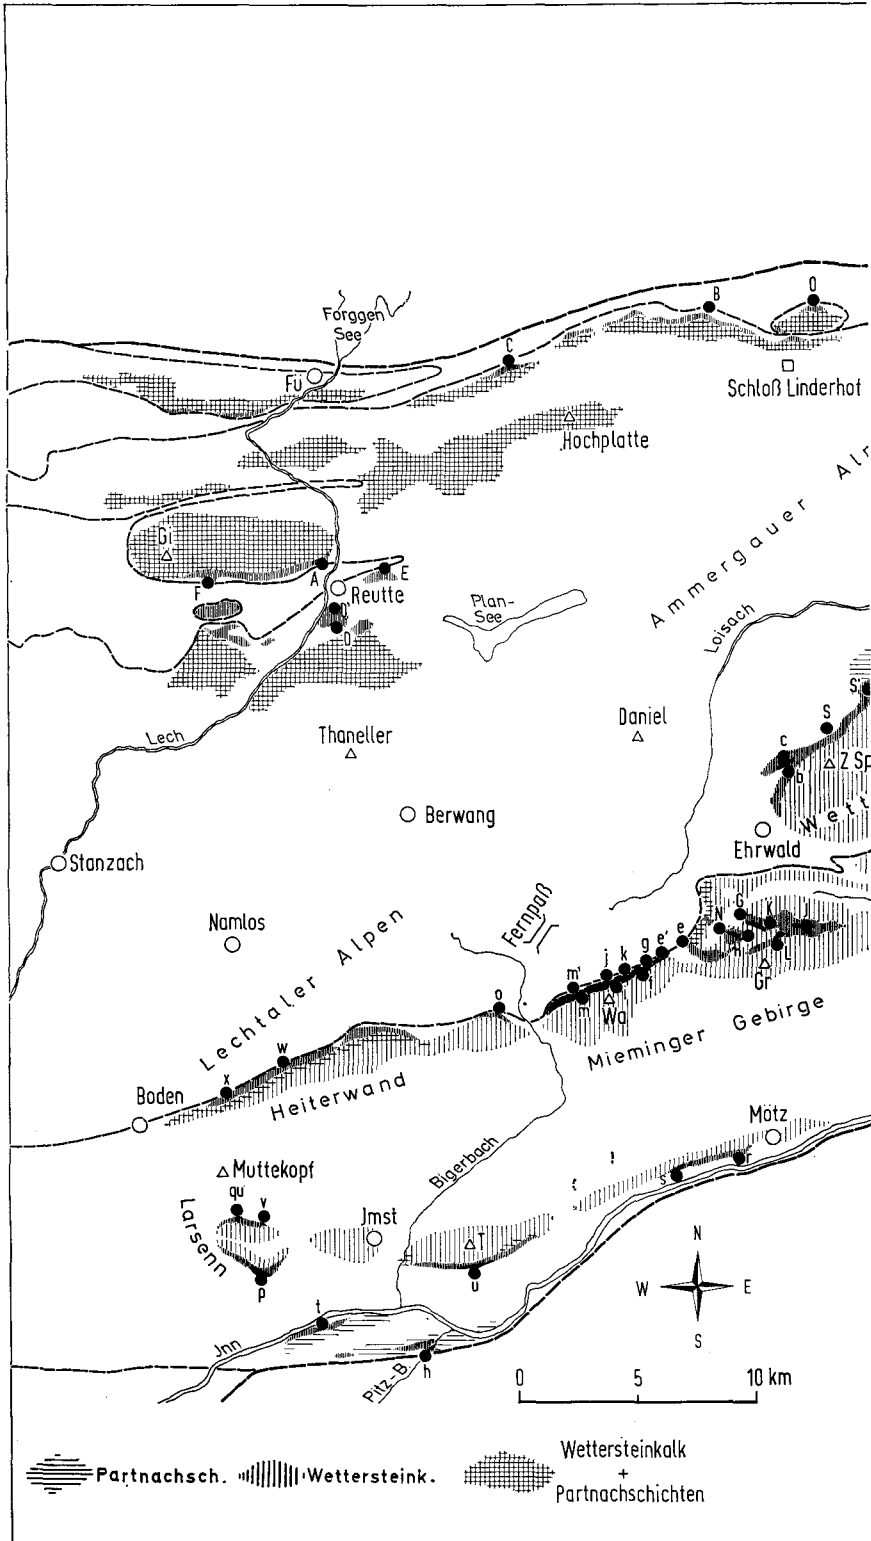 O
B
Forggen
See
C
Fü
Schloß Linderhof
Hochplatte
Ammergauer Alr
Gi
A
E
F
Reutte
D'
D
Plan-
See
Loisach
S'
Lech
Thaneller
Daniel
S
c
Z Sp
b
Wett
Berwang
Ehrwald
Stanzach
Namlos
Fernpaß
Lechtaler Alpen
G
N
K
J
L
Gr
e
e'
g
k
j
m'
m
i
f
Wa
o
Mieminger Gebirge
w
x
Boden
Heiterwand
Mötz
r
s
Bigerbach
Muttekopf
qu
v
Larsenn
Jmst
T
p
u
N
W
E
S
t
Jnn
Pitz-B.
h
0
5
10 km
Partnachsch.
Wettersteink.
Wettersteinkalk
+
Partnachschichten